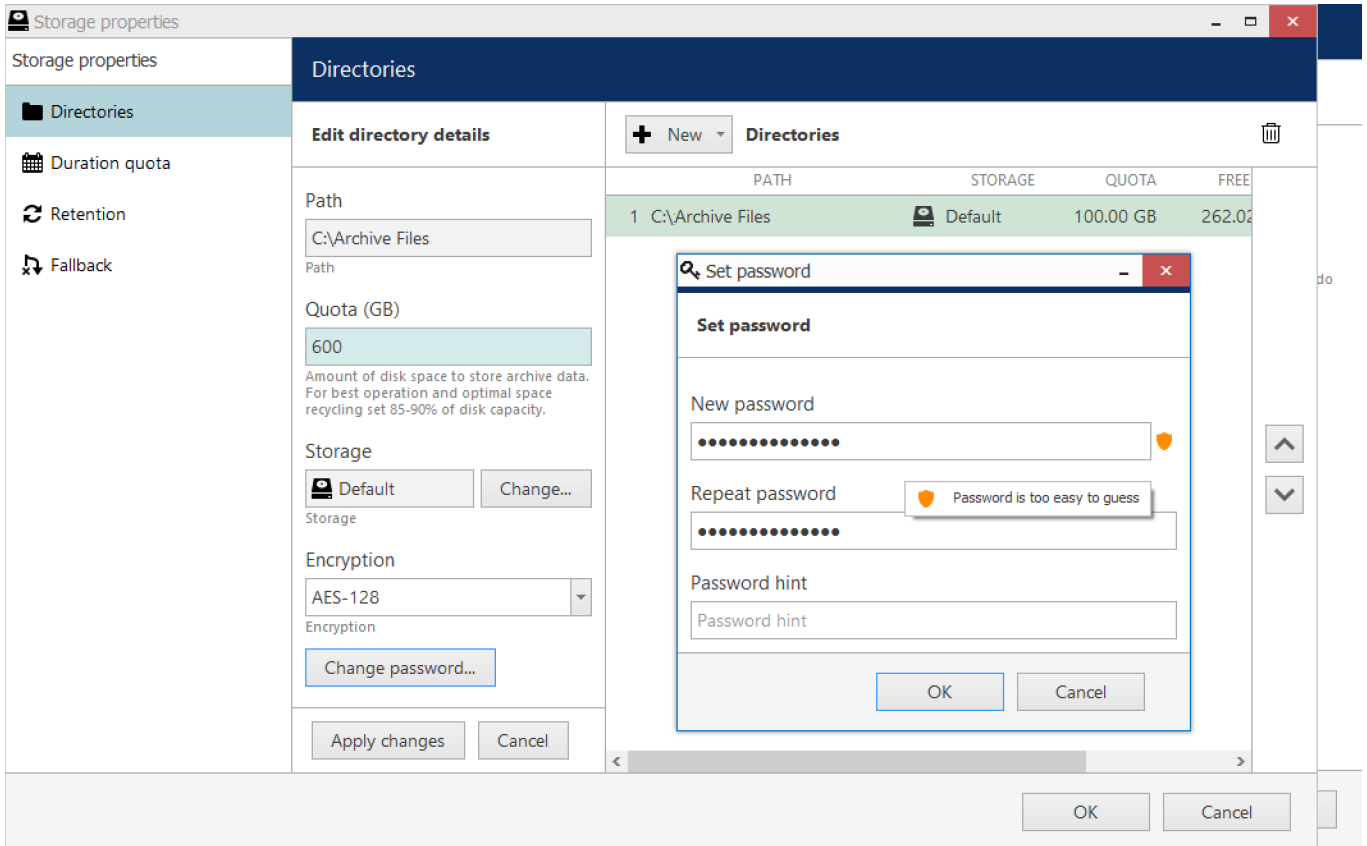 Storage properties
Storage properties
Directories
Duration quota
Retention
Fallback
Directories
Edit directory details
Path
C:\Archive Files
Path
Quota (GB)
600
Amount of disk space to store archive data.
For best operation and optimal space
recycling set 85-90% of disk capacity.
Storage
Default
Change...
Storage
Encryption
AES-128
Encryption
Change password...
Apply changes
Cancel
New
Directories
PATH STORAGE QUOTA FREE
1 C:\Archive Files Default 100.00 GB 262.02
Set password
Set password
New password
••••••••••••••
Repeat password
Password is too easy to guess
••••••••••••••
Password hint
Password hint
OK
Cancel
OK
Cancel
do